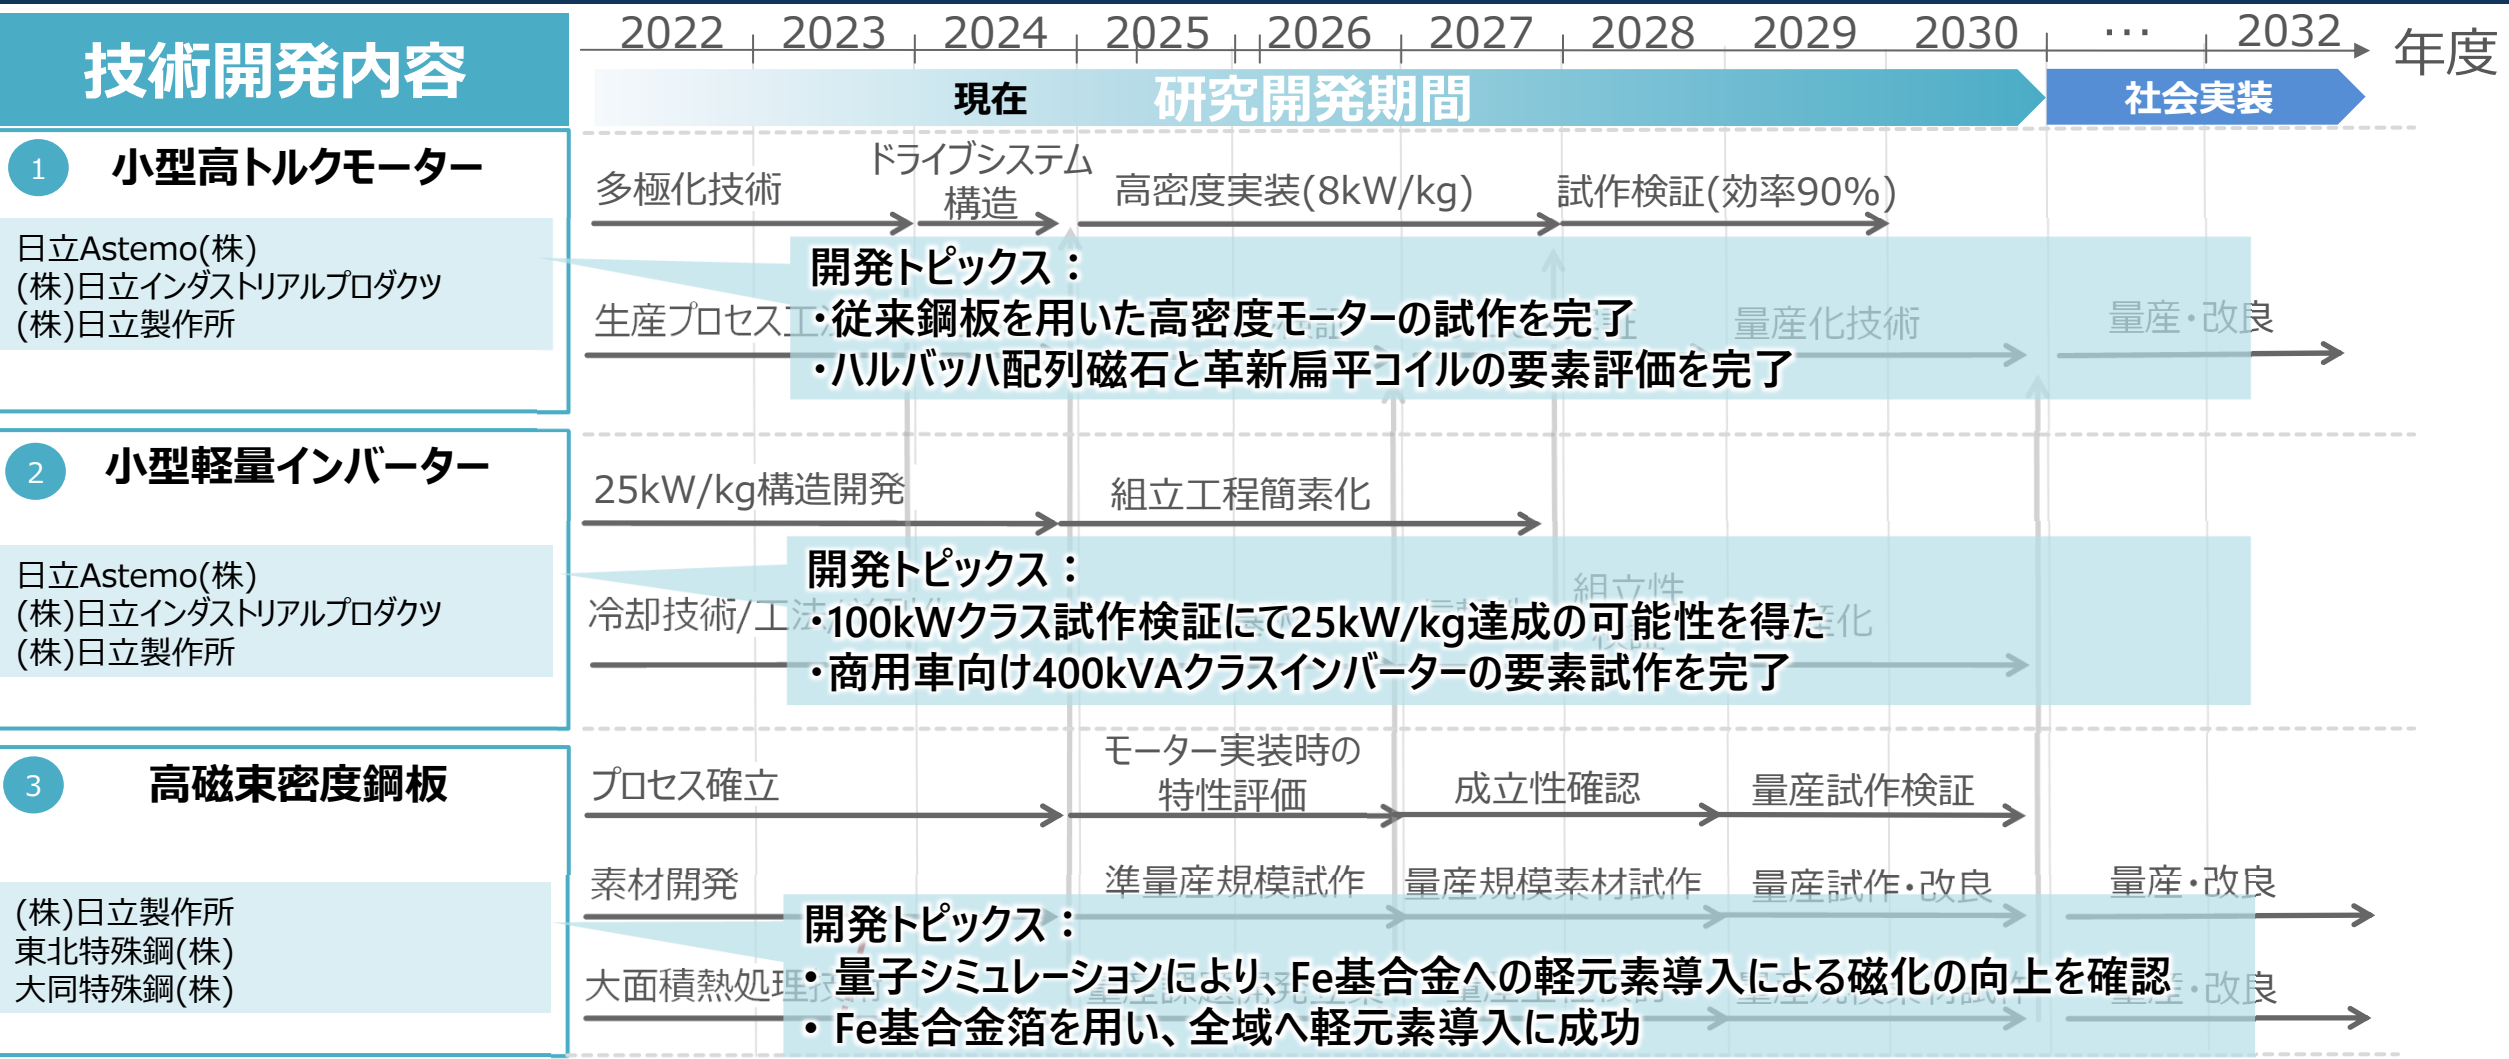 技術開発内容
2022 2023 2024 2025 2026 2027 2028 2029 2030 … 2032 年度
現在 研究開発期間 社会実装
1 小型高トルクモーター
日立Astemo(株)
(株)日立インダストリアルプロダクツ
(株)日立製作所
多極化技術
ドライブシステム
構造
高密度実装(8kW/kg)
試作検証(効率90%)
開発トピックス：
・従来鋼板を用いた高密度モーターの試作を完了
・ハルバッハ配列磁石と革新扁平コイルの要素評価を完了
生産プロセス工
量産化技術
量産・改良
2 小型軽量インバーター
日立Astemo(株)
(株)日立インダストリアルプロダクツ
(株)日立製作所
25kW/kg構造開発
組立工程簡素化
開発トピックス：
・100kWクラス試作検証にて25kW/kg達成の可能性を得た
・商用車向け400kVAクラスインバーターの要素試作を完了
冷却技術/工法
組立性
3 高磁束密度鋼板
(株)日立製作所
東北特殊鋼(株)
大同特殊鋼(株)
プロセス確立
モーター実装時の
特性評価
成立性確認
量産試作検証
素材開発
準量産規模試作
量産規模素材試作
量産試作・改良
量産・改良
開発トピックス：
・量子シミュレーションにより、Fe基合金への軽元素導入による磁化の向上を確認
・Fe基合金箔を用い、全域へ軽元素導入に成功
大面積熱処理技術
量産・改良